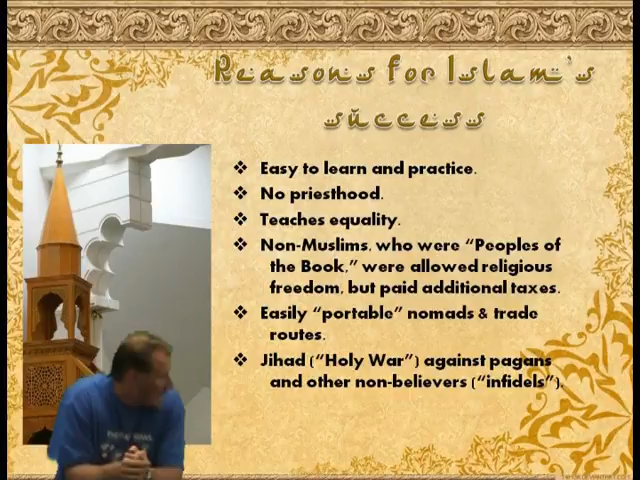 Reasons for Islam's
success
❖ Easy to learn and practice.
❖ No priesthood.
❖ Teaches equality.
❖ Non-Muslims, who were “Peoples of
the Book,” were allowed religious
freedom, but paid additional taxes.
❖ Easily “portable” nomads & trade
routes.
❖ Jihad (“Holy War”) against pagans
and other non-believers (“infidels”).